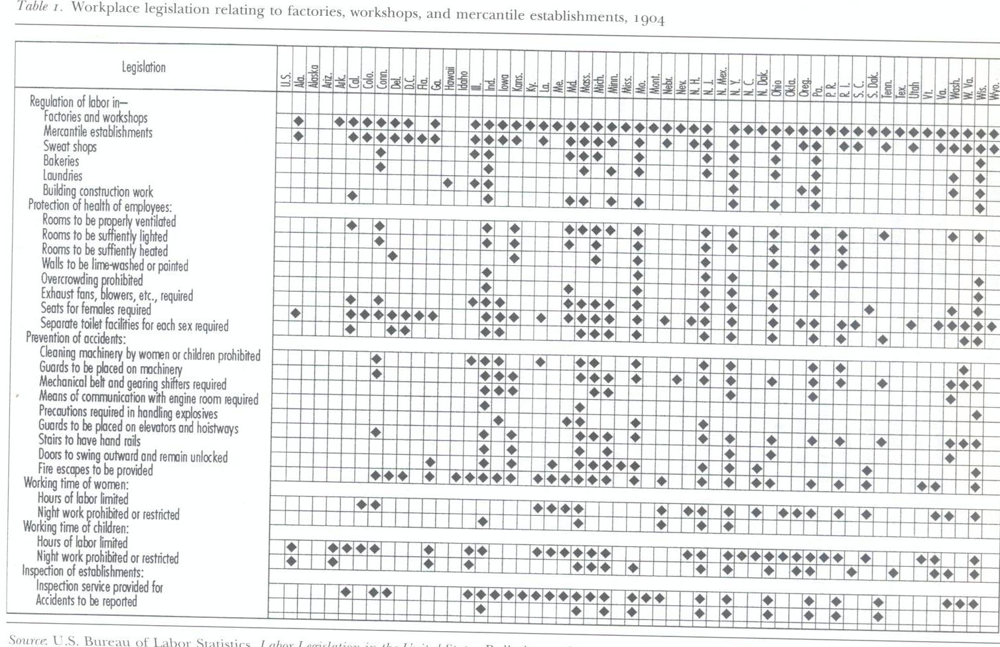 Table 1. Workplace legislation relating to factories, workshops, and mercantile establishments, 1904
Legislation
U.S.
Ala.
Alaska
Ariz.
Ark.
Cal.
Colo.
Conn.
Del.
D.C.
Fla.
Ga.
Hawaii
Idaho
Ill.
Ind.
Iowa
Kans.
Ky.
La.
Me.
Md.
Mass.
Mich.
Minn.
Miss.
Mo.
Mont.
Nebr.
Nev.
N. H.
N. J.
N. Mex.
N. Y.
N. C.
N. Dak.
Ohio
Okla.
Oreg.
Pa.
P. R.
R. I.
S. C.
S. Dak.
Tenn.
Tex.
Utah
Vt.
Va.
Wash.
W. Va.
Wis.
Wyo.
Regulation of labor in—
Factories and workshops
Mercantile establishments
Sweat shops
Bakeries
Laundries
Building construction work
Protection of health of employees:
Rooms to be properly ventilated
Rooms to be suffiently lighted
Rooms to be suffiently heated
Walls to be lime-washed or painted
Overcrowding prohibited
Exhaust fans, blowers, etc., required
Seats for females required
Separate toilet facilities for each sex required
Prevention of accidents:
Cleaning machinery by women or children prohibited
Guards to be placed on machinery
Mechanical belt and gearing shifters required
Means of communication with engine room required
Precautions required in handling explosives
Guards to be placed on elevators and hoistways
Stairs to have hand rails
Doors to swing outward and remain unlocked
Fire escapes to be provided
Working time of women:
Hours of labor limited
Night work prohibited or restricted
Working time of children:
Hours of labor limited
Night work prohibited or restricted
Inspection of establishments:
Inspection service provided for
Accidents to be reported
Source: U.S. Bureau of Labor Statistics, Labor Legislation in the United States